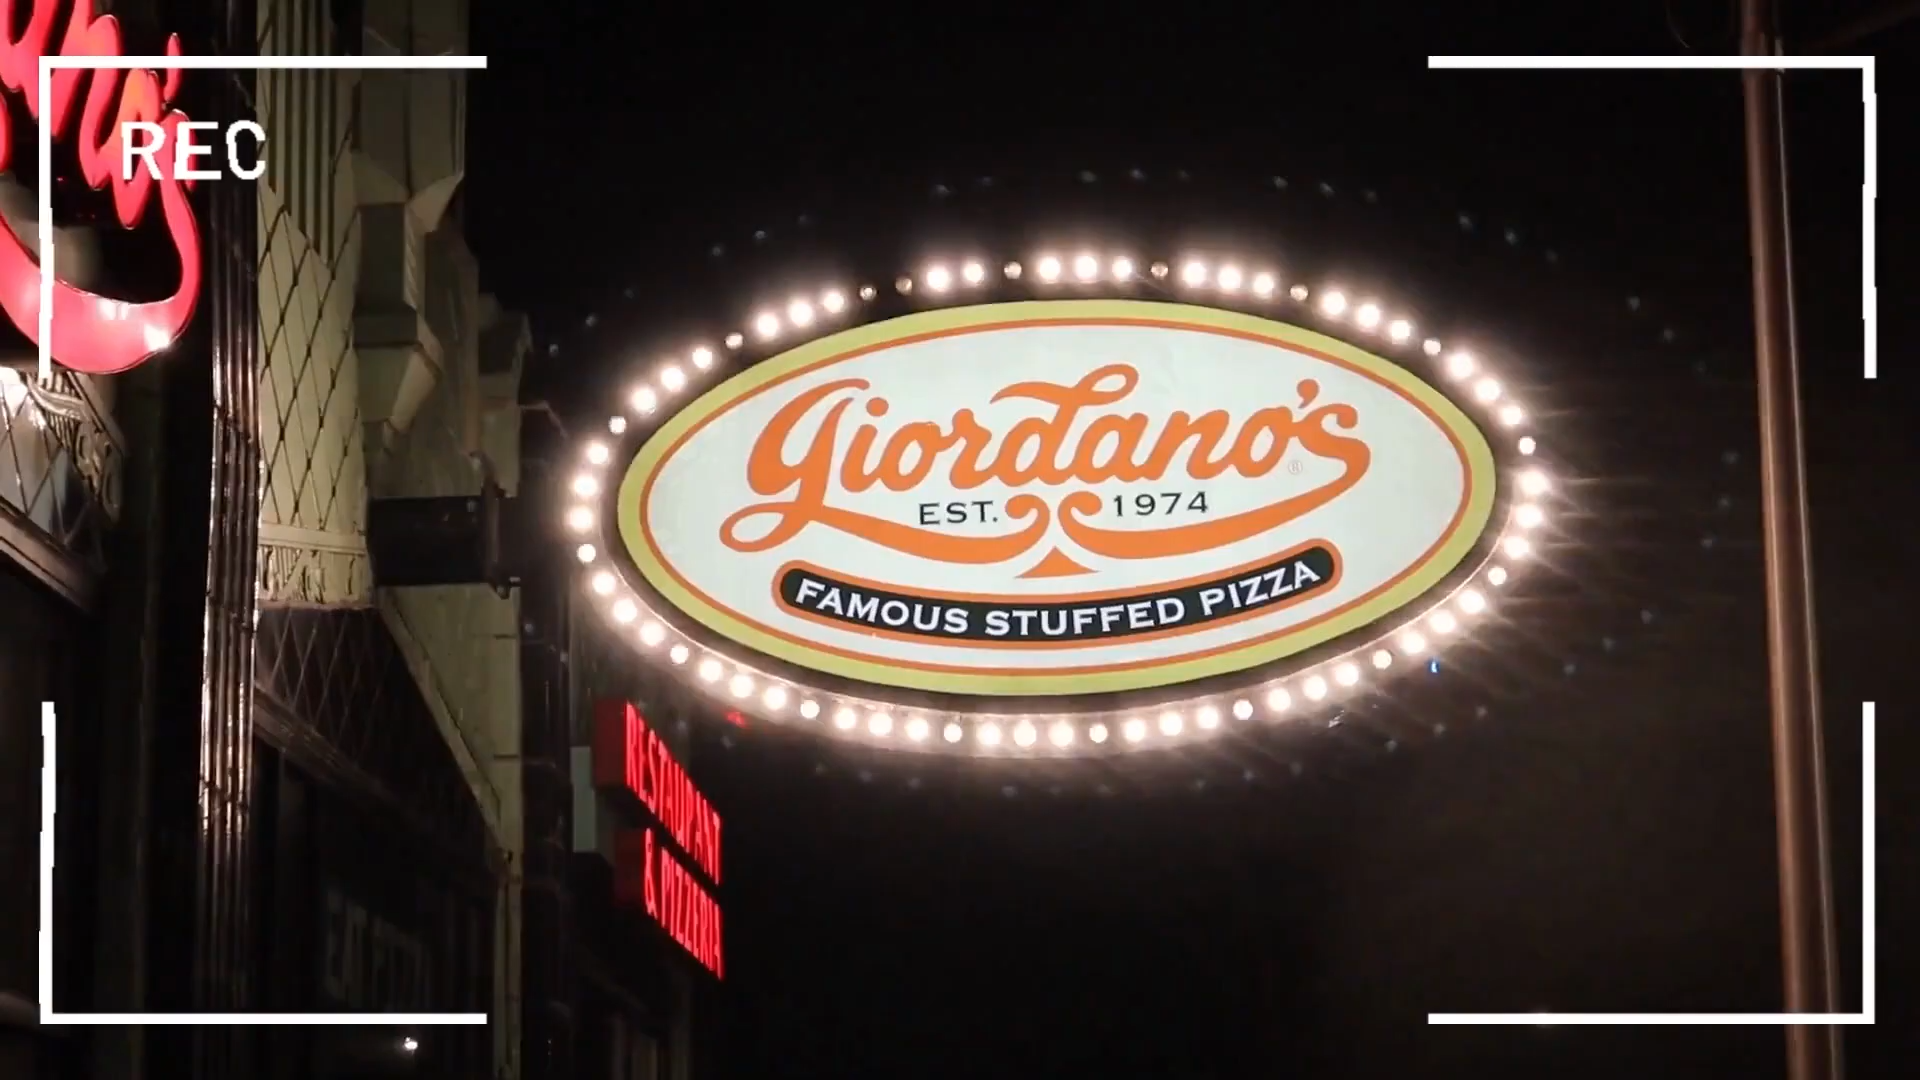 REC
Giordano's
EST. 1974
FAMOUS STUFFED PIZZA
RESTAURANT
& PIZZERIA